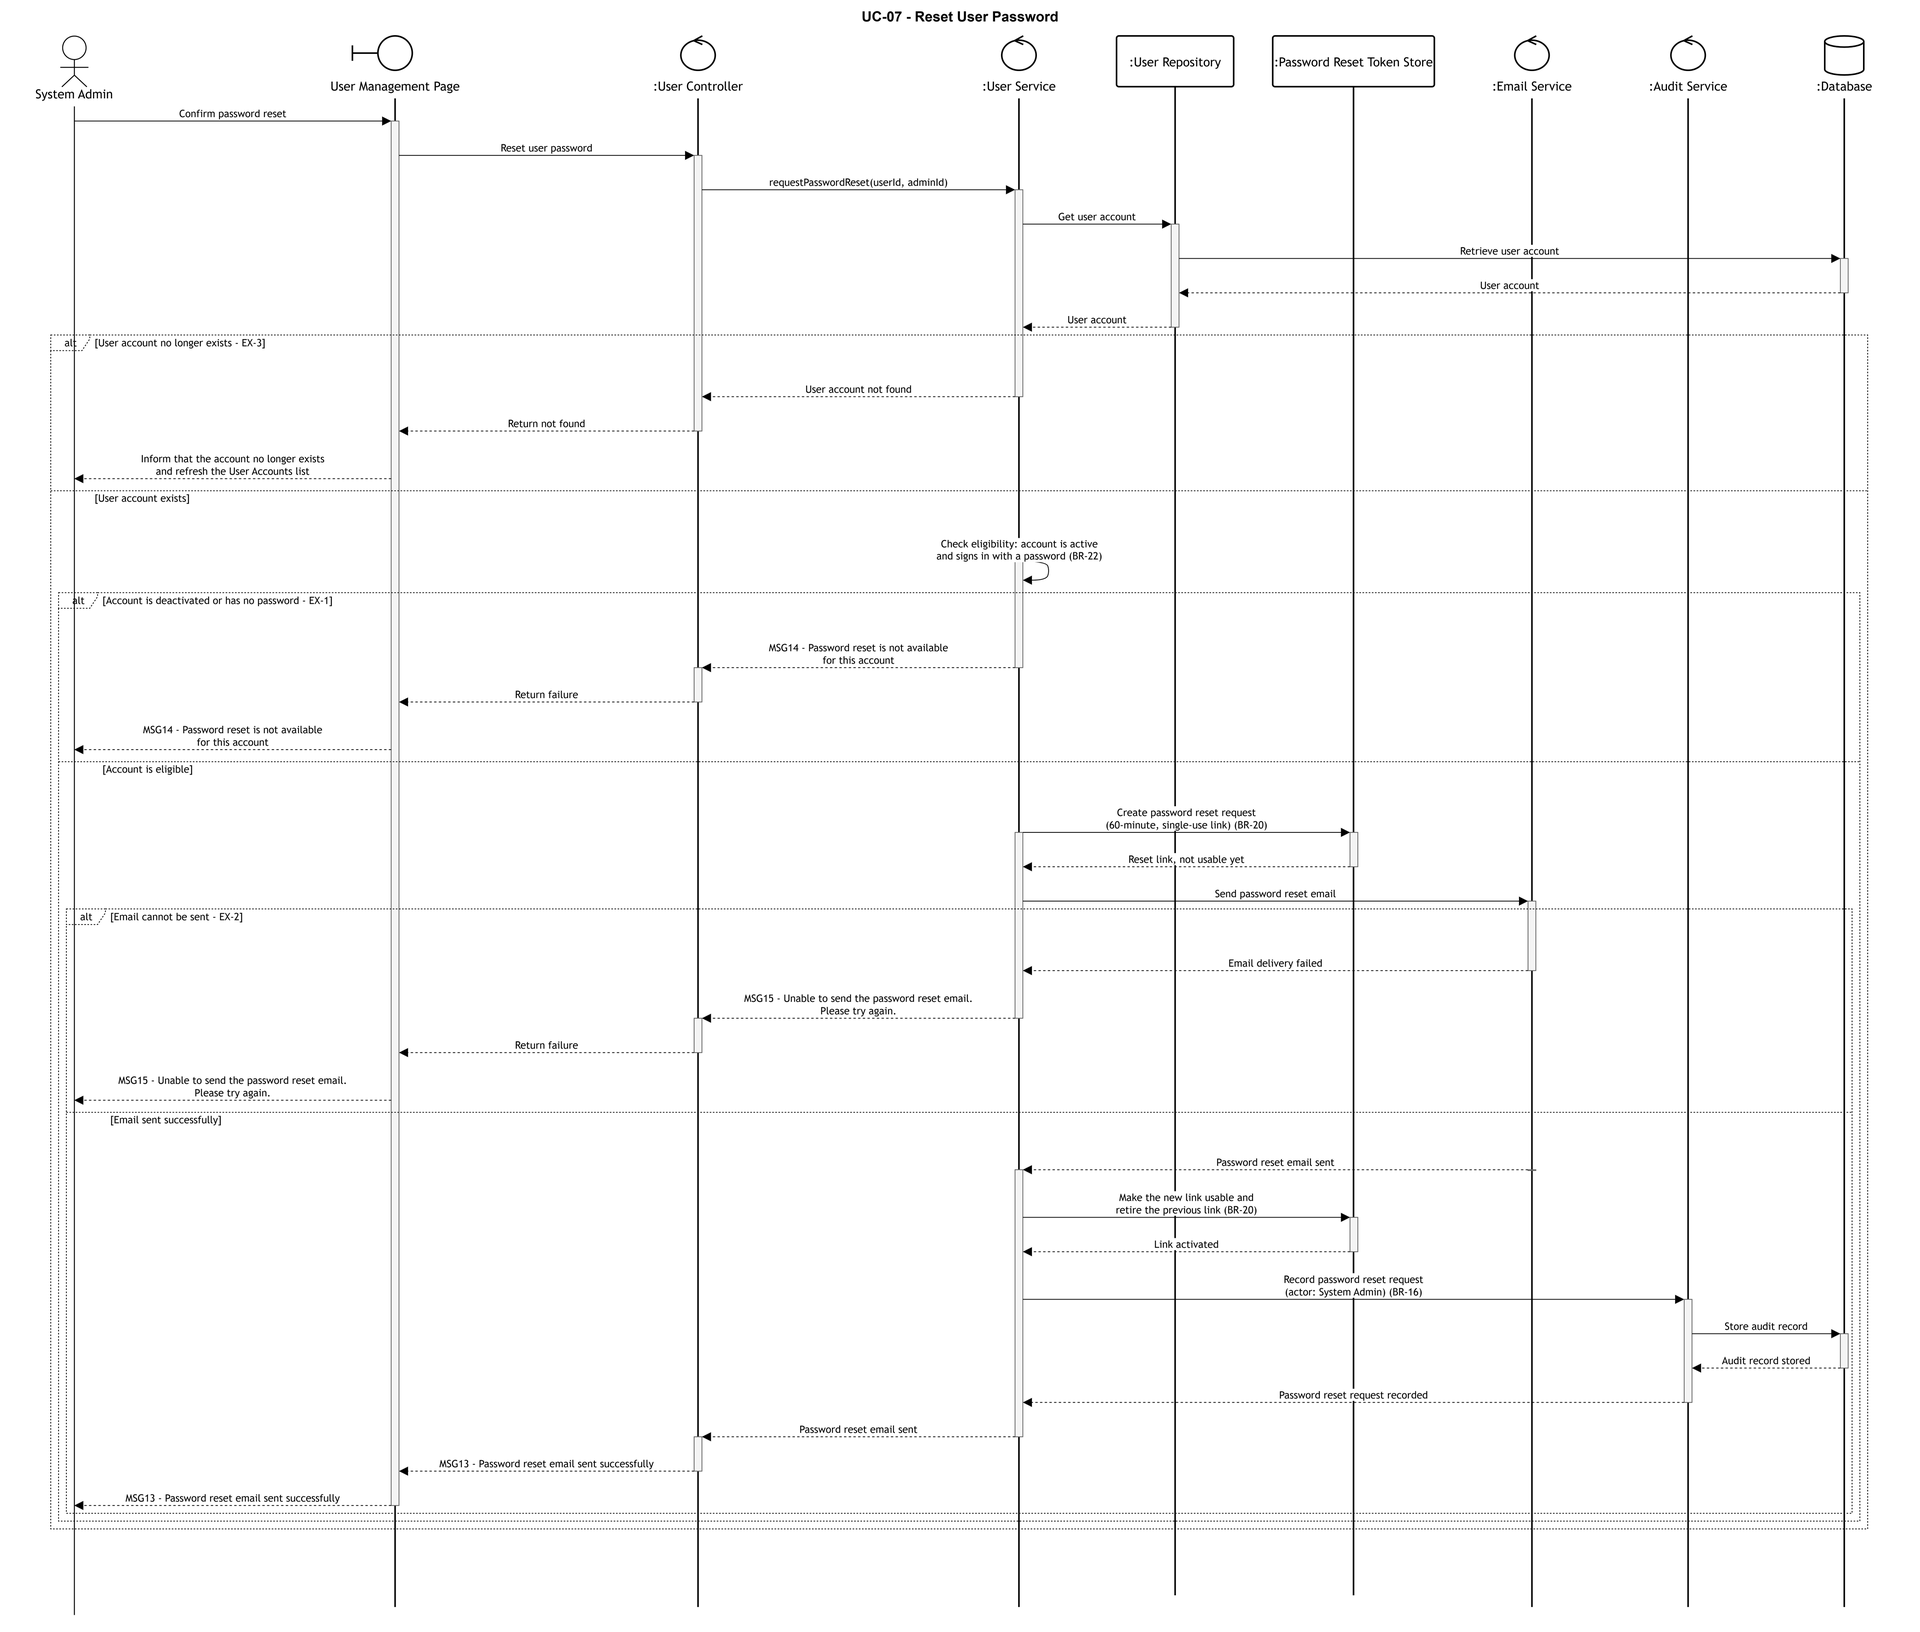 UC-07 - Reset User Password
System Admin
User Management Page
:User Controller
:User Service
:User Repository
:Password Reset Token Store
:Email Service
:Audit Service
:Database
Confirm password reset
Reset user password
requestPasswordReset(userId, adminId)
Get user account
Retrieve user account
User account
User account
alt
[User account no longer exists - EX-3]
User account not found
Return not found
Inform that the account no longer exists
and refresh the User Accounts list
[User account exists]
Check eligibility: account is active
and signs in with a password (BR-22)
alt
[Account is deactivated or has no password - EX-1]
MSG14 - Password reset is not available
for this account
Return failure
MSG14 - Password reset is not available
for this account
[Account is eligible]
Create password reset request
(60-minute, single-use link) (BR-20)
Reset link, not usable yet
Send password reset email
alt
[Email cannot be sent - EX-2]
Email delivery failed
MSG15 - Unable to send the password reset email.
Please try again.
Return failure
MSG15 - Unable to send the password reset email.
Please try again.
[Email sent successfully]
Password reset email sent
Make the new link usable and
retire the previous link (BR-20)
Link activated
Record password reset request
(actor: System Admin) (BR-16)
Store audit record
Audit record stored
Password reset request recorded
Password reset email sent
MSG13 - Password reset email sent successfully
MSG13 - Password reset email sent successfully